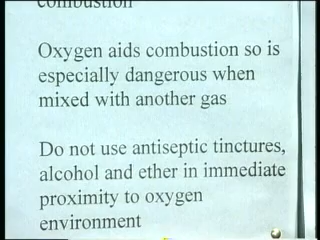 combustion
Oxygen aids combustion so is
especially dangerous when
mixed with another gas
Do not use antiseptic tinctures,
alcohol and ether in immediate
proximity to oxygen
environment